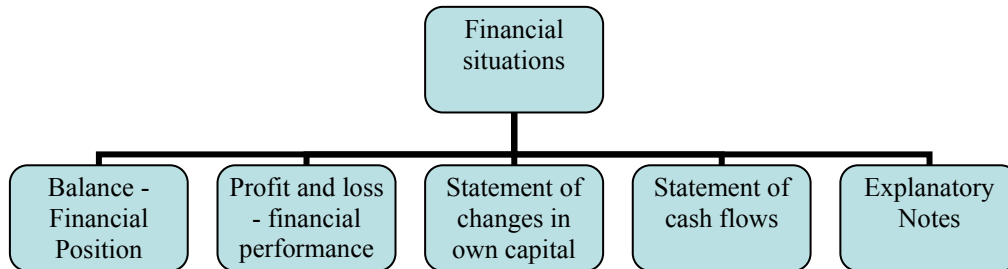 Financial
situations
Balance -
Financial
Position
Profit and loss
- financial
performance
Statement of
changes in
own capital
Statement of
cash flows
Explanatory
Notes